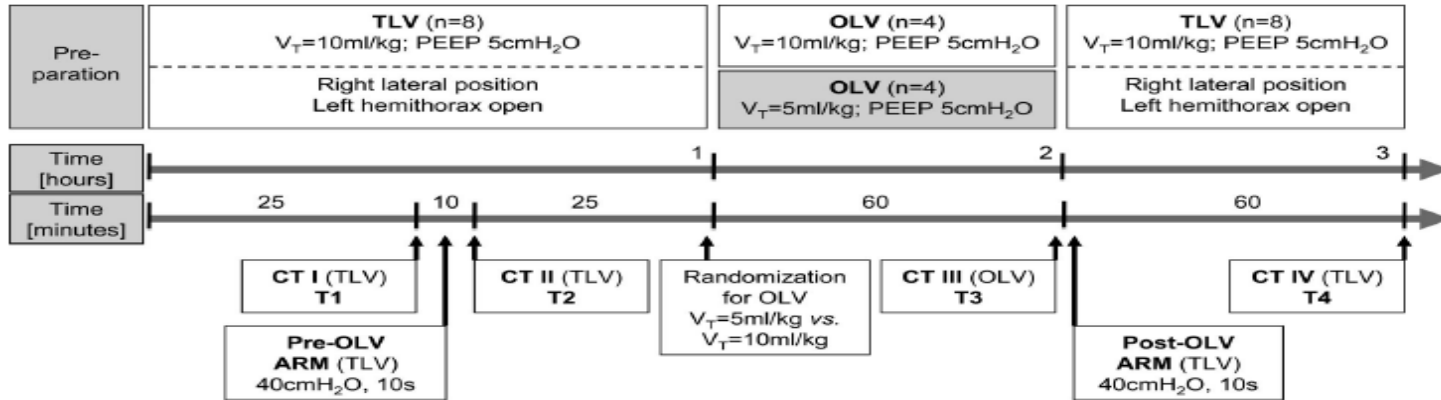 Pre-
paration
TLV (n=8)
V_T=10ml/kg; PEEP 5cmH₂O
Right lateral position
Left hemithorax open
OLV (n=4)
V_T=10ml/kg; PEEP 5cmH₂O
OLV (n=4)
V_T=5ml/kg; PEEP 5cmH₂O
TLV (n=8)
V_T=10ml/kg; PEEP 5cmH₂O
Right lateral position
Left hemithorax open
Time
[hours]
1
2
3
Time
[minutes]
25
10
25
60
60
CT I (TLV)
T1
Pre-OLV
ARM (TLV)
40cmH₂O, 10s
CT II (TLV)
T2
Randomization
for OLV
V_T=5ml/kg vs.
V_T=10ml/kg
CT III (OLV)
T3
Post-OLV
ARM (TLV)
40cmH₂O, 10s
CT IV (TLV)
T4